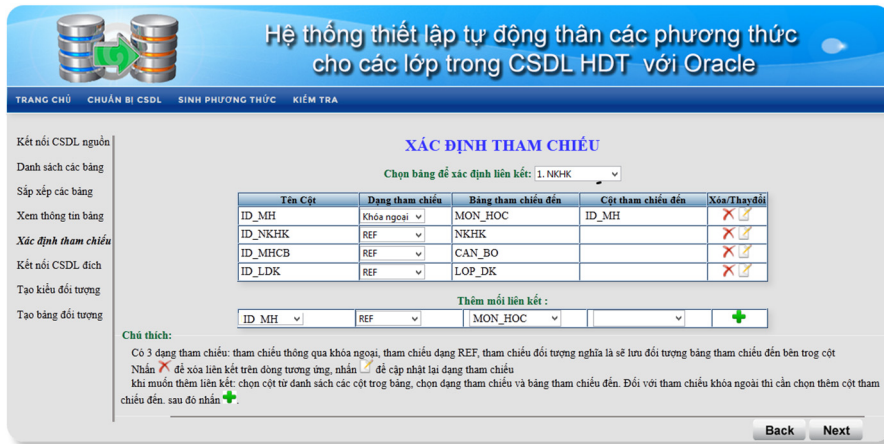 Hệ thống thiết lập tự động thân các phương thức
cho các lớp trong CSDL HDT với Oracle
TRANG CHỦ CHUẨN BỊ CSDL SINH PHƯƠNG THỨC KIỂM TRA
Kết nối CSDL nguồn
Danh sách các bảng
Sắp xếp các bảng
Xem thông tin bảng
Xác định tham chiếu
Kết nối CSDL đích
Tạo kiểu đối tượng
Tạo bảng đối tượng
XÁC ĐỊNH THAM CHIẾU
Chọn bảng để xác định liên kết: 1. NKHK
Tên Cột Dạng tham chiếu Bảng tham chiếu đến Cột tham chiếu đến Xóa/Thayđổi
ID_MH Khóa ngoại MON_HOC ID_MH
ID_NKHK REF NKHK
ID_MHCB REF CAN_BO
ID_LDK REF LOP_DK
Thêm mối liên kết :
ID_MH REF MON_HOC
Chú thích:
Có 3 dạng tham chiếu: tham chiếu thông qua khóa ngoại, tham chiếu dạng REF, tham chiếu đối tượng nghĩa là sẽ lưu đối tượng bảng tham chiếu đến bên trog cột
Nhấn để xóa liên kết trên dòng tương ứng, nhấn để cập nhật lại dạng tham chiếu
khi muốn thêm liên kết: chọn cột từ danh sách các cột trog bảng, chọn dạng tham chiếu và bảng tham chiếu đến. Đối với tham chiếu khóa ngoài thì cần chọn thêm cột tham
chiếu đến. sau đó nhấn .
Back Next